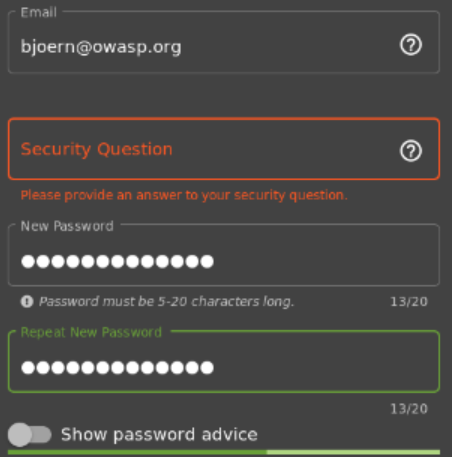 Email
bjoern@owasp.org
Security Question
Please provide an answer to your security question.
New Password
●●●●●●●●●●●●●
Password must be 5-20 characters long. 13/20
Repeat New Password
●●●●●●●●●●●●●
13/20
Show password advice